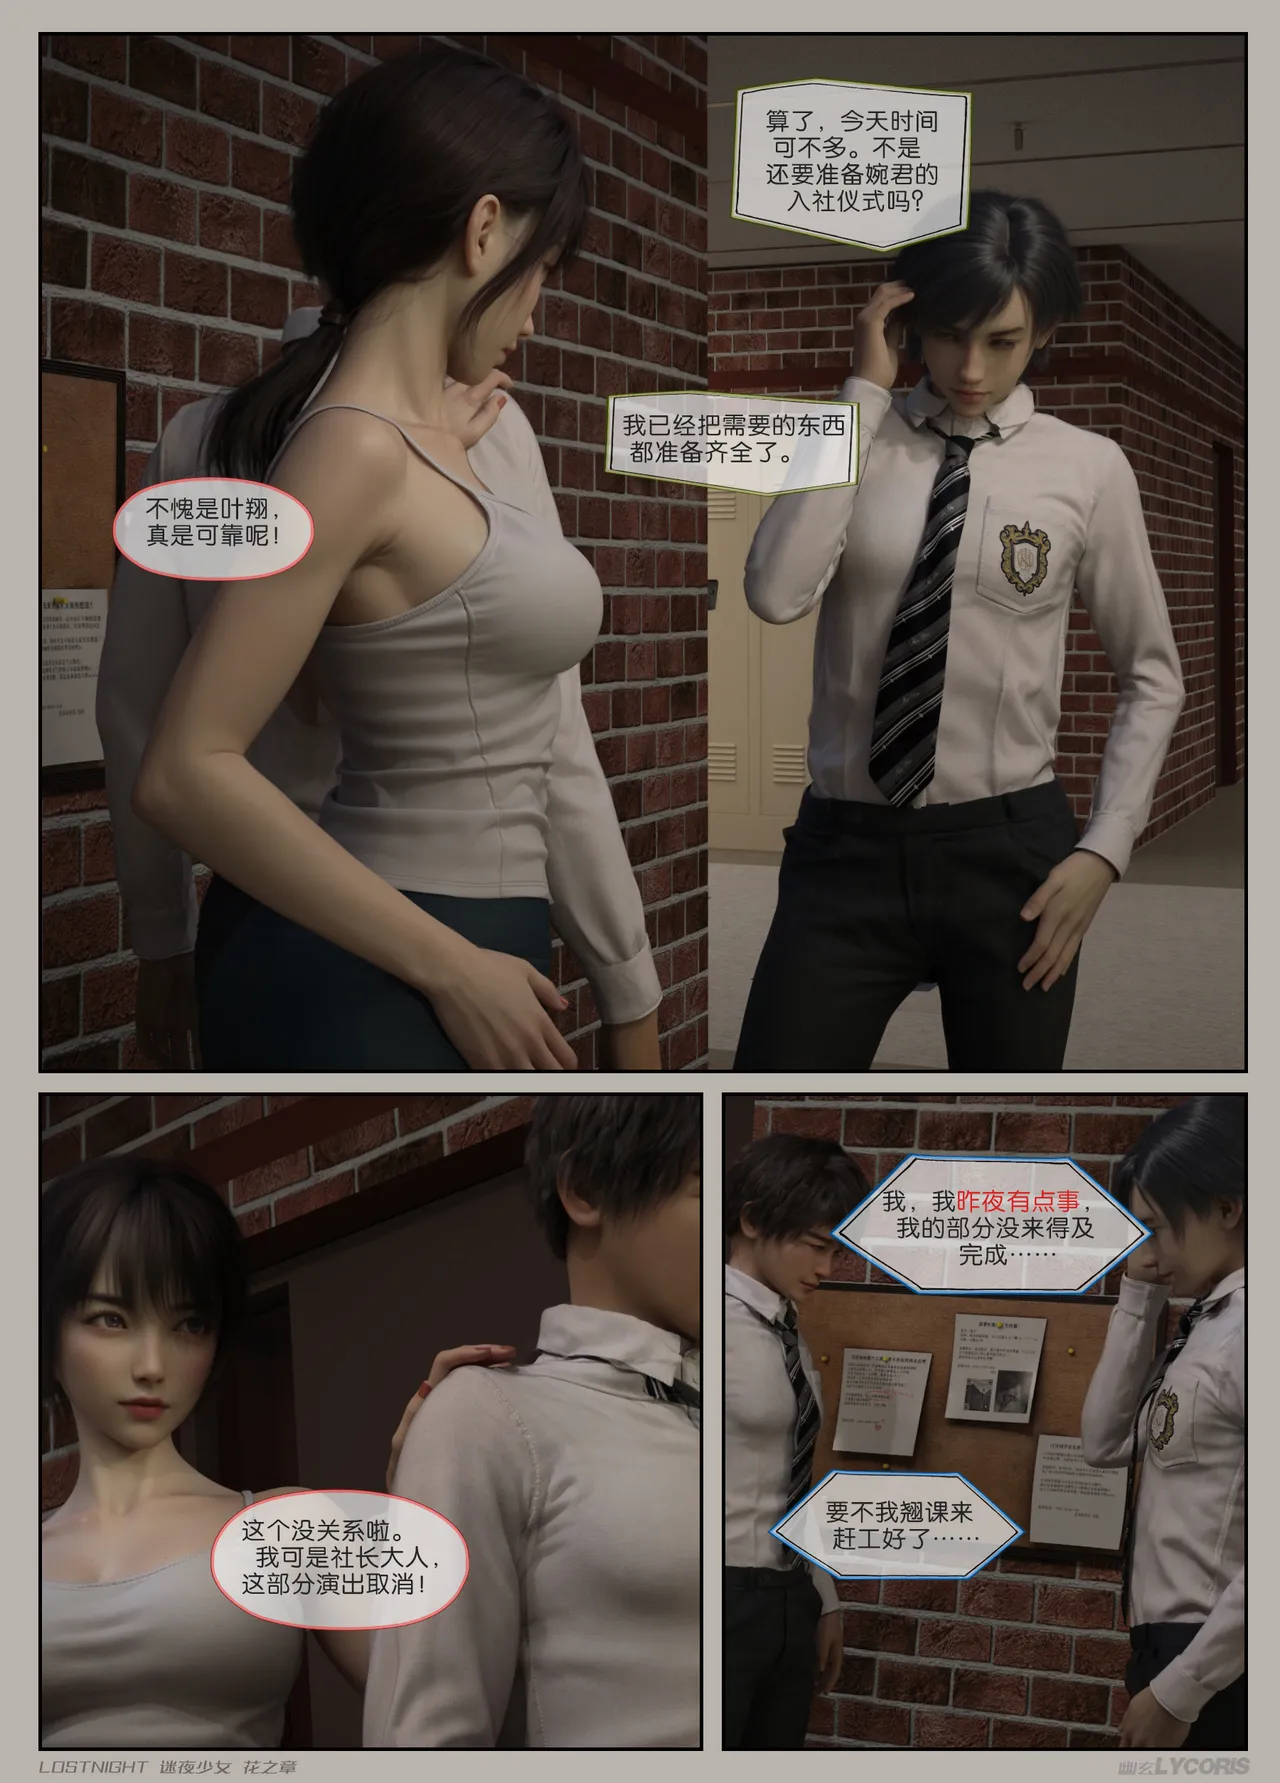 算了，今天时间
可不多。不是
还要准备婉君的
入社仪式吗？
我已经把需要的东西
都准备齐全了。
不愧是叶翔，
真是可靠呢！
我，我昨夜有点事，
我的部分没来得及
完成……
这个没关系啦。
我可是社长大人，
这部分演出取消！
要不我翘课来
赶工好了……
LOSTNIGHT 迷夜少女 花之章
幽玄LYCORIS